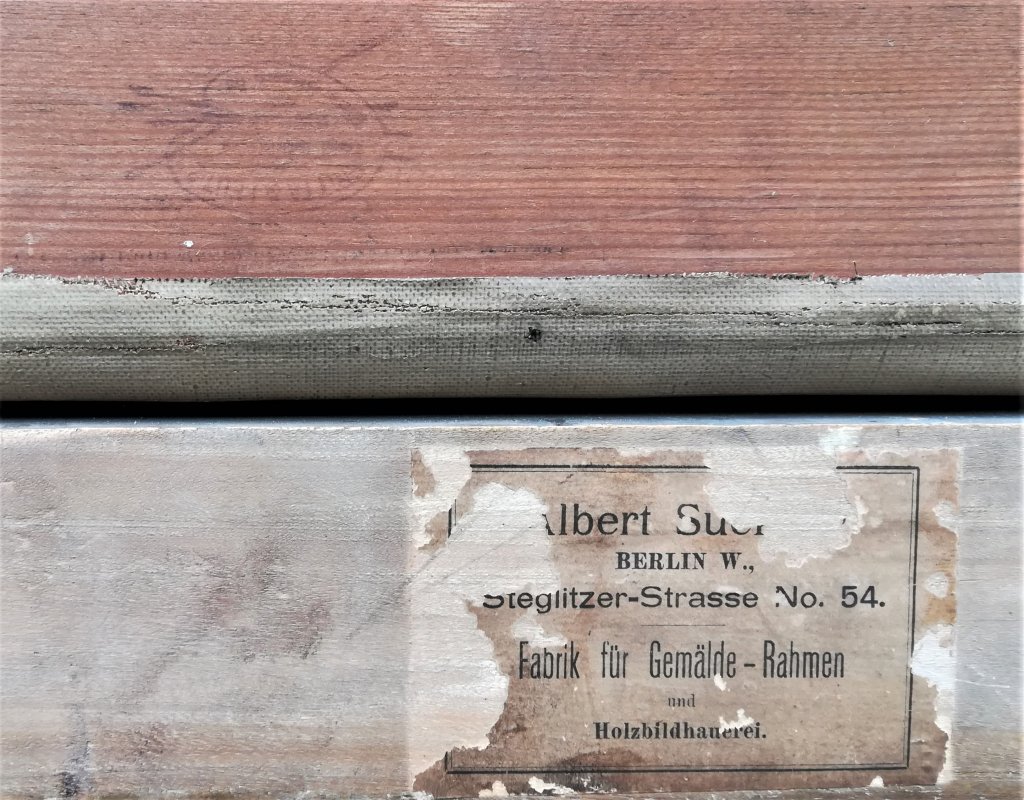 Albert
BERLIN W.,
Steglitzer-Strasse No. 54.
Fabrik für Gemälde-Rahmen
und
Holzbildhauerei.